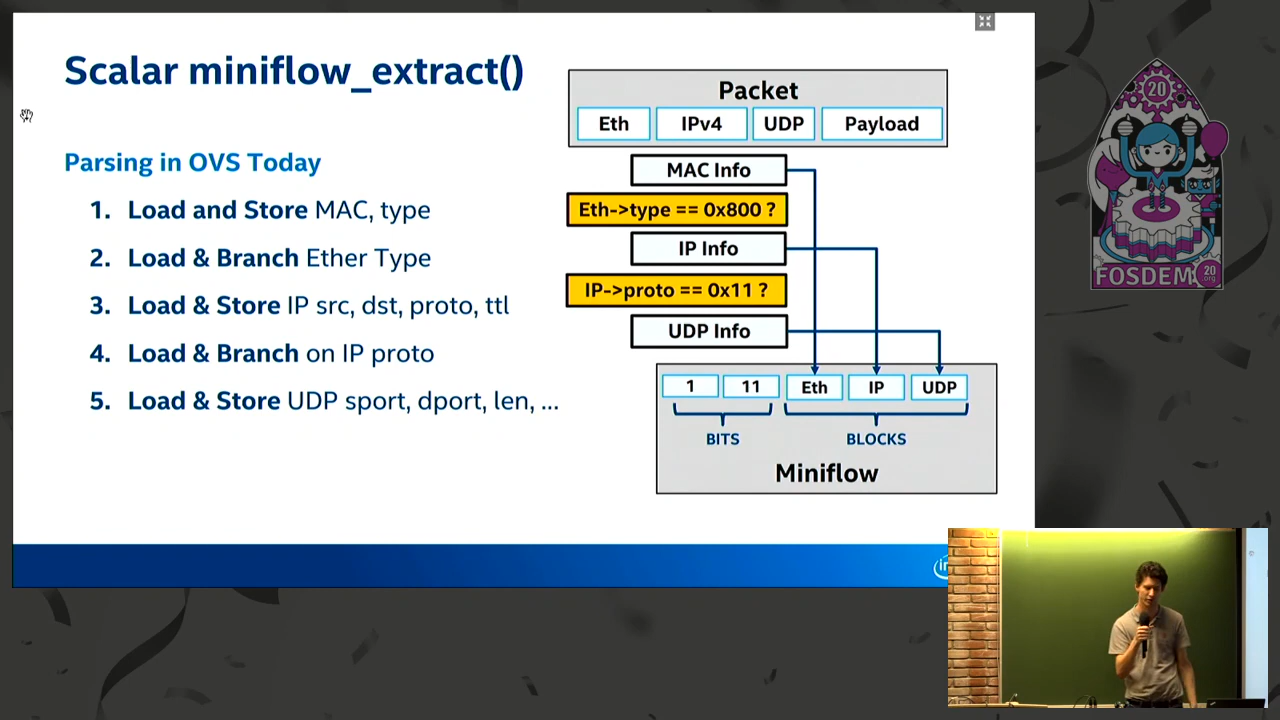 Scalar miniflow_extract()
Parsing in OVS Today
1. Load and Store MAC, type
2. Load & Branch Ether Type
3. Load & Store IP src, dst, proto, ttl
4. Load & Branch on IP proto
5. Load & Store UDP sport, dport, len, ...
Packet
Eth IPv4 UDP Payload
MAC Info
Eth->type == 0x800 ?
IP Info
IP->proto == 0x11 ?
UDP Info
1 11 Eth IP UDP
BITS BLOCKS
Miniflow
20
FOSDEM 20
.org